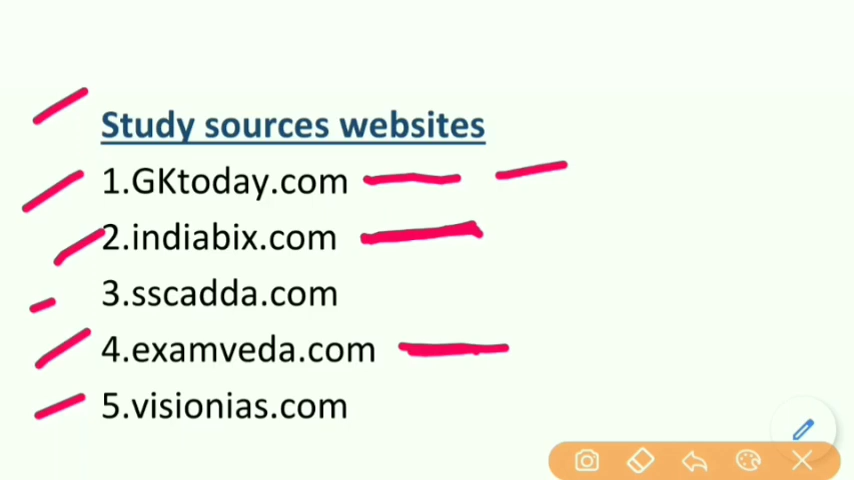 Study sources websites
1.GKtoday.com
2.indiabix.com
3.sscadda.com
4.examveda.com
5.visionias.com